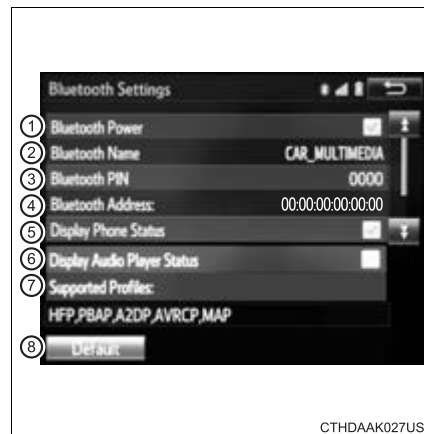 Bluetooth Settings
1 Bluetooth Power
2 Bluetooth Name CAR_MULTIMEDIA
3 Bluetooth PIN 0000
4 Bluetooth Address: 00:00:00:00:00:00
5 Display Phone Status
6 Display Audio Player Status
7 Supported Profiles:
HFP,PBAP,A2DP,AVRCP,MAP
8 Default
CTHDAAK027US